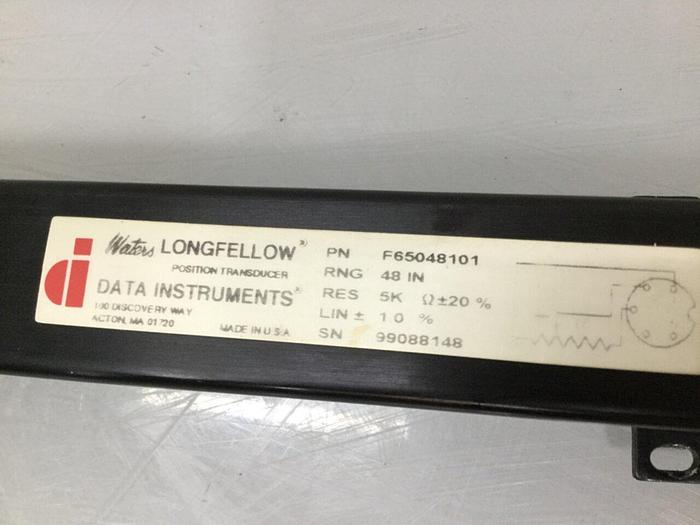 Waters LONGFELLOW
POSITION TRANSDUCER
DATA INSTRUMENTS
100 DISCOVERY WAY
ACTON, MA 01720
MADE IN U.S.A.
PN F65048101
RNG 48 IN
RES 5K Ω±20 %
LIN ± 1.0 %
SN 99088148